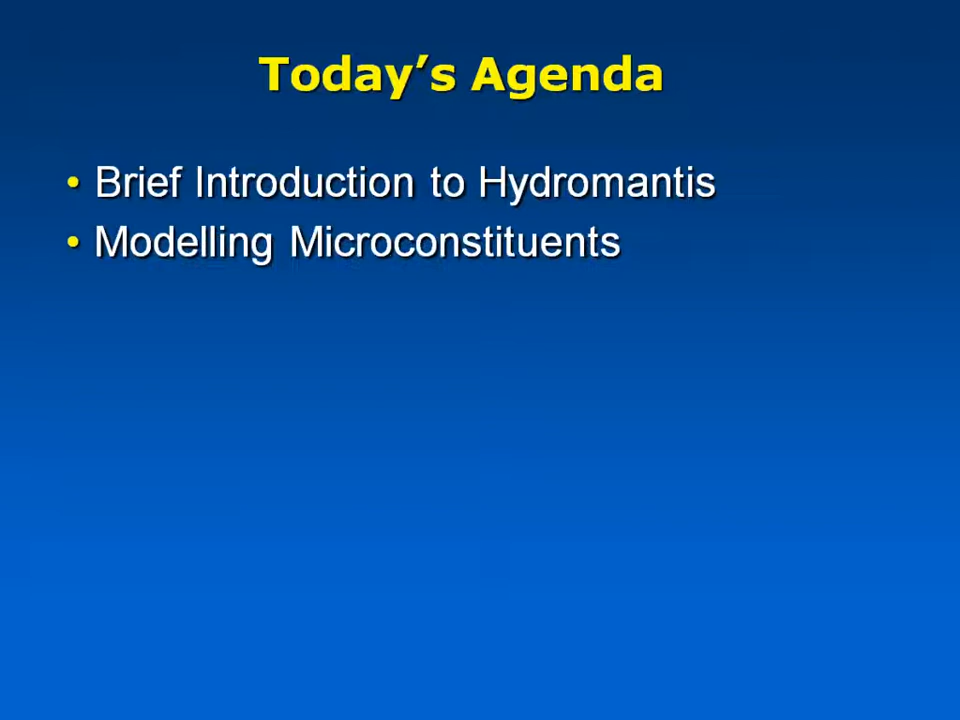 Today’s Agenda
• Brief Introduction to Hydromantis
• Modelling Microconstituents